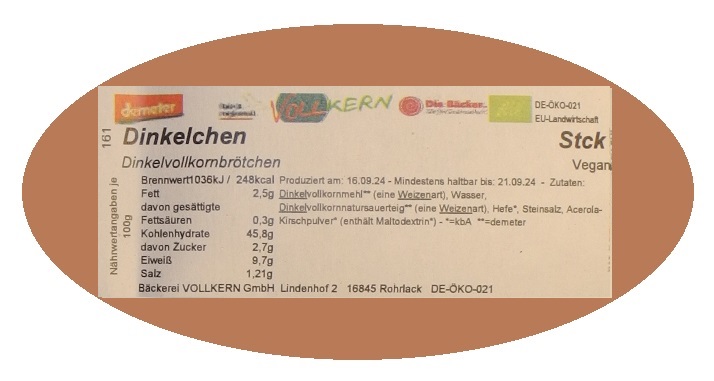 demeter
VOLLKERN
Die Bäcker.
DE-ÖKO-021
EU-Landwirtschaft
161
Dinkelchen
Stck
Dinkelvollkornbrötchen
Vegan
Nährwertangaben je
100g
Brennwert1036kJ / 248kcal
Fett 2,5g
davon gesättigte
Fettsäuren 0,3g
Kohlenhydrate 45,8g
davon Zucker 2,7g
Eiweiß 9,7g
Salz 1,21g
Produziert am: 16.09.24 - Mindestens haltbar bis: 21.09.24 - Zutaten:
Dinkelvollkornmehl** (eine Weizenart), Wasser,
Dinkelvollkornnatursauerteig** (eine Weizenart), Hefe*, Steinsalz, Acerola-
Kirschpulver* (enthält Maltodextrin*) - *=kbA **=demeter
Bäckerei VOLLKERN GmbH Lindenhof 2 16845 Rohrlack DE-ÖKO-021